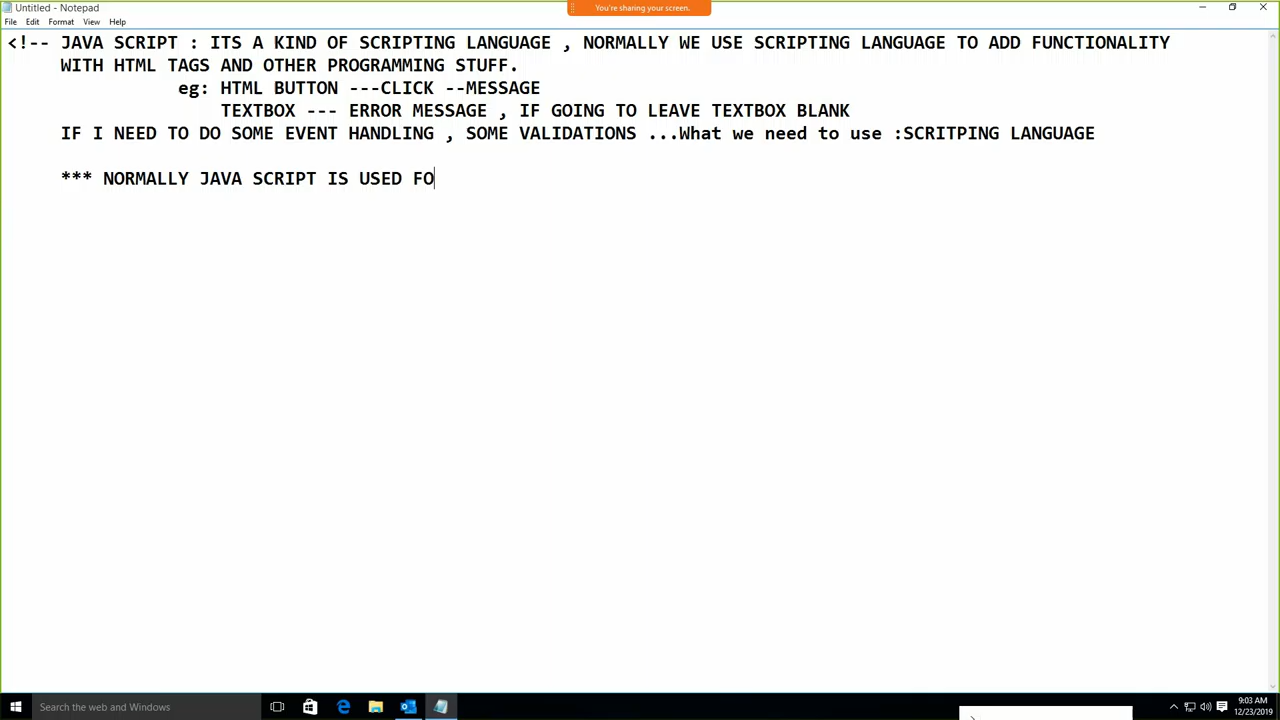 Untitled - Notepad
You're sharing your screen.
File Edit Format View Help
<!-- JAVA SCRIPT : ITS A KIND OF SCRIPTING LANGUAGE , NORMALLY WE USE SCRIPTING LANGUAGE TO ADD FUNCTIONALITY
WITH HTML TAGS AND OTHER PROGRAMMING STUFF.
eg: HTML BUTTON ---CLICK --MESSAGE
TEXTBOX --- ERROR MESSAGE , IF GOING TO LEAVE TEXTBOX BLANK
IF I NEED TO DO SOME EVENT HANDLING , SOME VALIDATIONS ...What we need to use :SCRITPING LANGUAGE
*** NORMALLY JAVA SCRIPT IS USED FO
Search the web and Windows
9:03 AM
12/23/2019